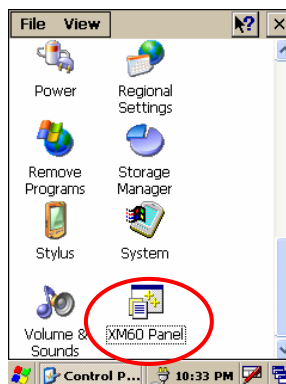 File View
Power
Regional
Settings
Remove
Programs
Storage
Manager
Stylus
System
Volume &
Sounds
XM60 Panel
Control P... 10:33 PM